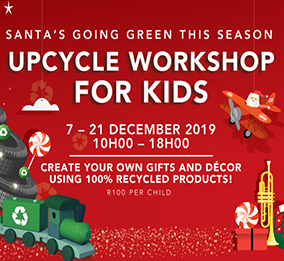 SANTA'S GOING GREEN THIS SEASON
UPCYCLE WORKSHOP
FOR KIDS
7 – 21 DECEMBER 2019
10H00 – 18H00
CREATE YOUR OWN GIFTS AND DÉCOR
USING 100% RECYCLED PRODUCTS!
R100 PER CHILD